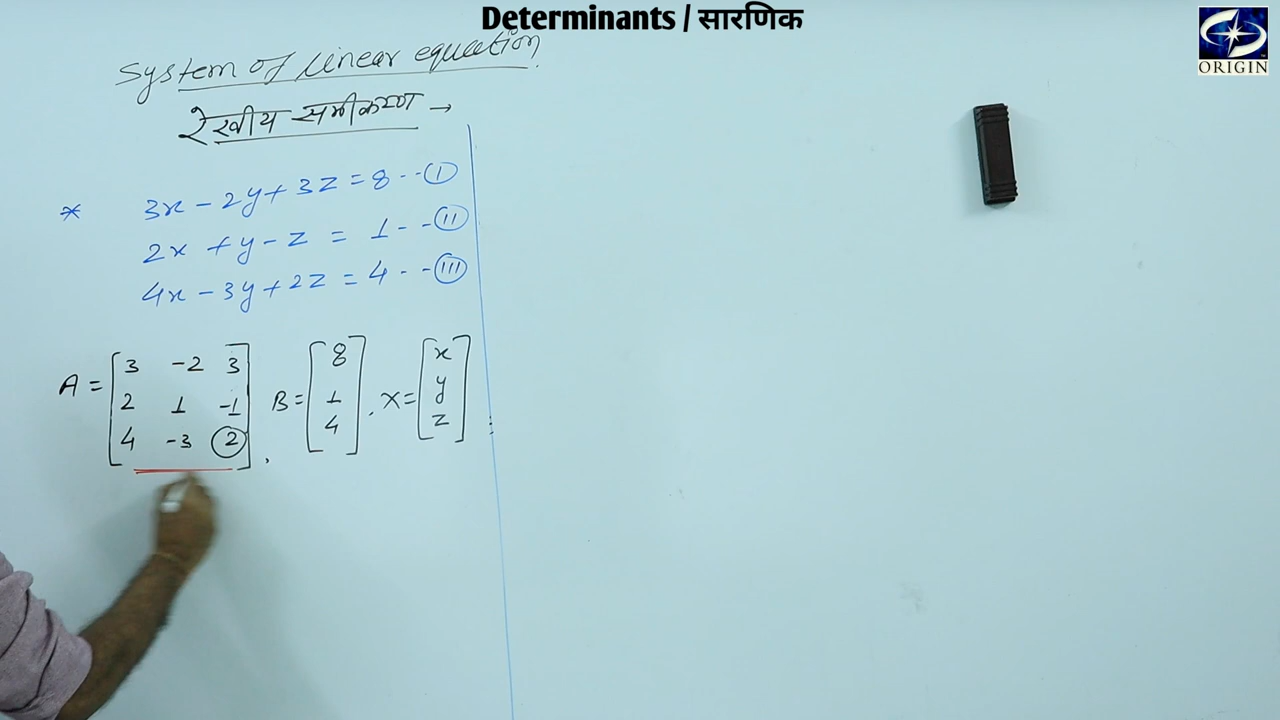 Determinants / सारणिक
ORIGIN
System of linear equation
रेखीय समीकरण →
* 3x - 2y + 3z = 8 -- (I)
2x + y - z = 1 -- (II)
4x - 3y + 2z = 4 -- (III)
A = [3 -2 3
2 1 -1
4 -3 2],
B = [8
1
4],
X = [x
y
z]